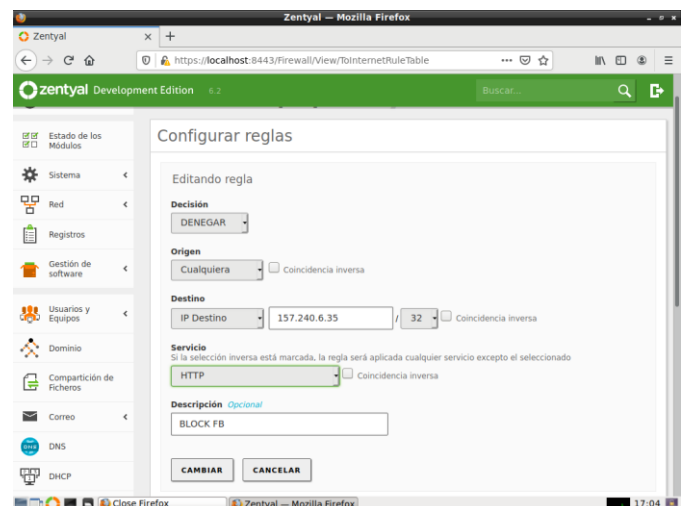 Zentyal — Mozilla Firefox
Zentyal
https://localhost:8443/Firewall/View/ToInternetRuleTable
zentyal Development Edition 6.2
Buscar...
Estado de los Módulos
Sistema
Red
Registros
Gestión de software
Usuarios y Equipos
Dominio
Compartición de Ficheros
Correo
DNS
DHCP
Configurar reglas
Editando regla
Decisión
DENEGAR
Origen
Cualquiera
Coincidencia inversa
Destino
IP Destino
157.240.6.35
/ 32
Coincidencia inversa
Servicio
Si la selección inversa está marcada, la regla será aplicada cualquier servicio excepto el seleccionado
HTTP
Coincidencia inversa
Descripción Opcional
BLOCK FB
CAMBIAR
CANCELAR
Close Firefox
Zentyal — Mozilla Firefox
17:04